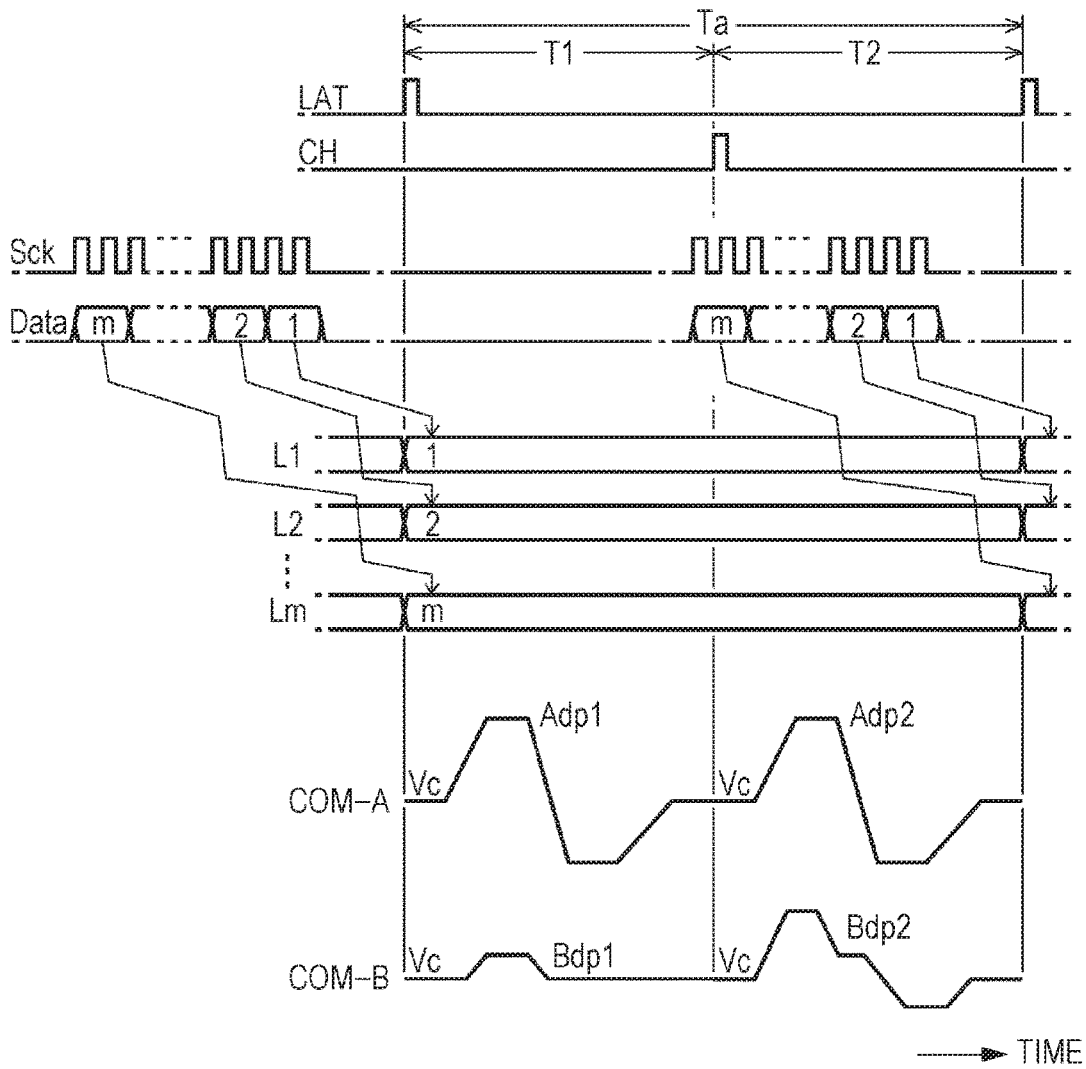 Ta
T1 T2
LAT
CH
Sck
Data m 2 1 m 2 1
L1 1
L2 2
Lm m
Adp1 Adp2
Vc Vc
COM-A
Bdp1 Bdp2
Vc Vc
COM-B
TIME